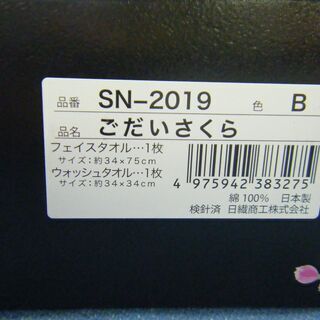 品番 SN-2019 色 B
品名 ごだいさくら
フェイスタオル…1枚
サイズ:約34×75cm
ウォッシュタオル…1枚
サイズ:約34×34cm
4 975942 383275
綿100% 日本製
検針済 日繊商工株式会社